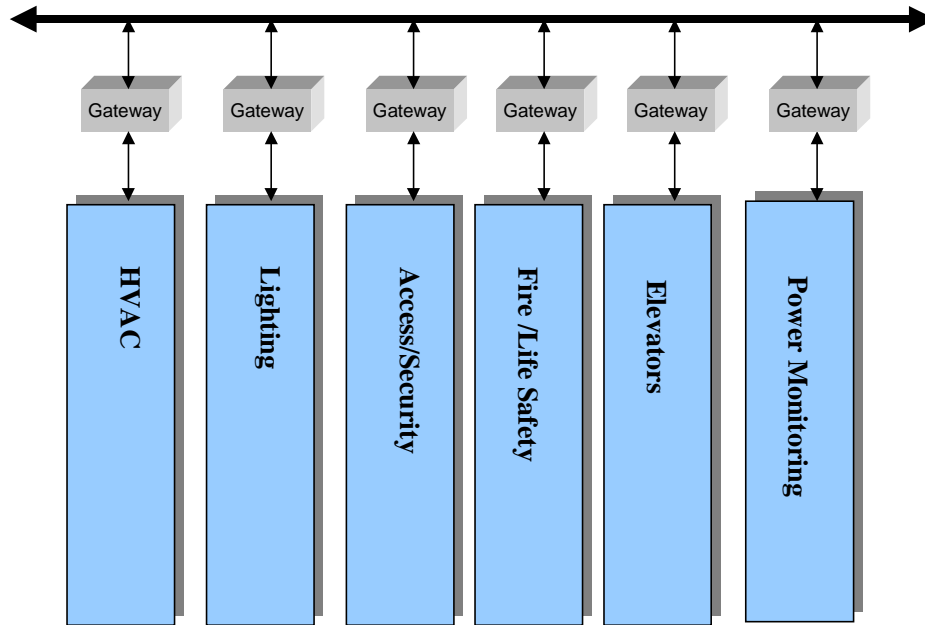 Gateway
Gateway
Gateway
Gateway
Gateway
Gateway
HVAC
Lighting
Access/Security
Fire /Life Safety
Elevators
Power Monitoring